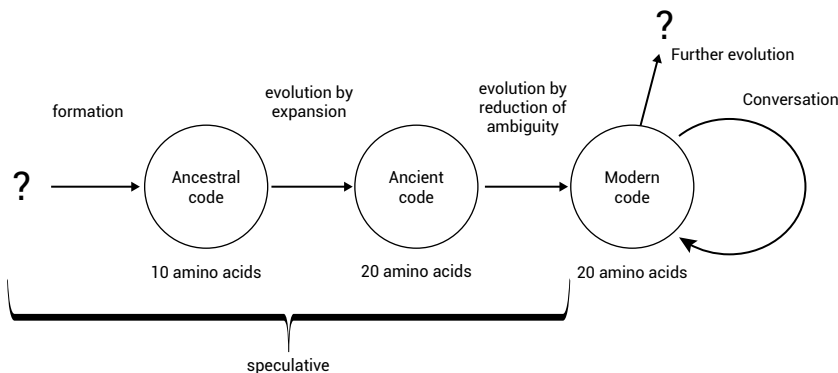 ?
Further evolution
evolution by
reduction of
ambiguity
evolution by
expansion
formation
Conversation
?
Ancestral
code
Ancient
code
Modern
code
10 amino acids
20 amino acids
20 amino acids
speculative